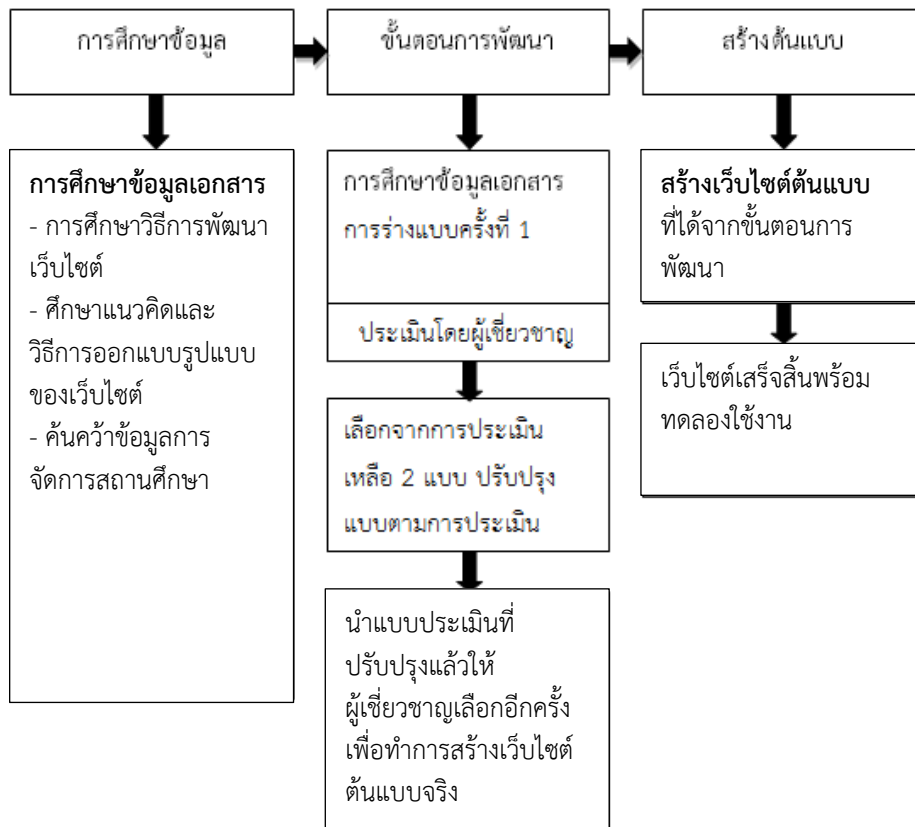 การศึกษาข้อมูล
ขั้นตอนการพัฒนา
สร้างต้นแบบ
การศึกษาข้อมูลเอกสาร
- การศึกษาวิธีการพัฒนา
เว็บไซต์
- ศึกษาแนวคิดและ
วิธีการออกแบบรูปแบบ
ของเว็บไซต์
- ค้นคว้าข้อมูลการ
จัดการสถานศึกษา
การศึกษาข้อมูลเอกสาร
การร่างแบบครั้งที่ 1
ประเมินโดยผู้เชี่ยวชาญ
เลือกจากการประเมิน
เหลือ 2 แบบ ปรับปรุง
แบบตามการประเมิน
นำแบบประเมินที่
ปรับปรุงแล้วให้
ผู้เชี่ยวชาญเลือกอีกครั้ง
เพื่อทำการสร้างเว็บไซต์
ต้นแบบจริง
สร้างเว็บไซต์ต้นแบบ
ที่ได้จากขั้นตอนการ
พัฒนา
เว็บไซต์เสร็จสิ้นพร้อม
ทดลองใช้งาน